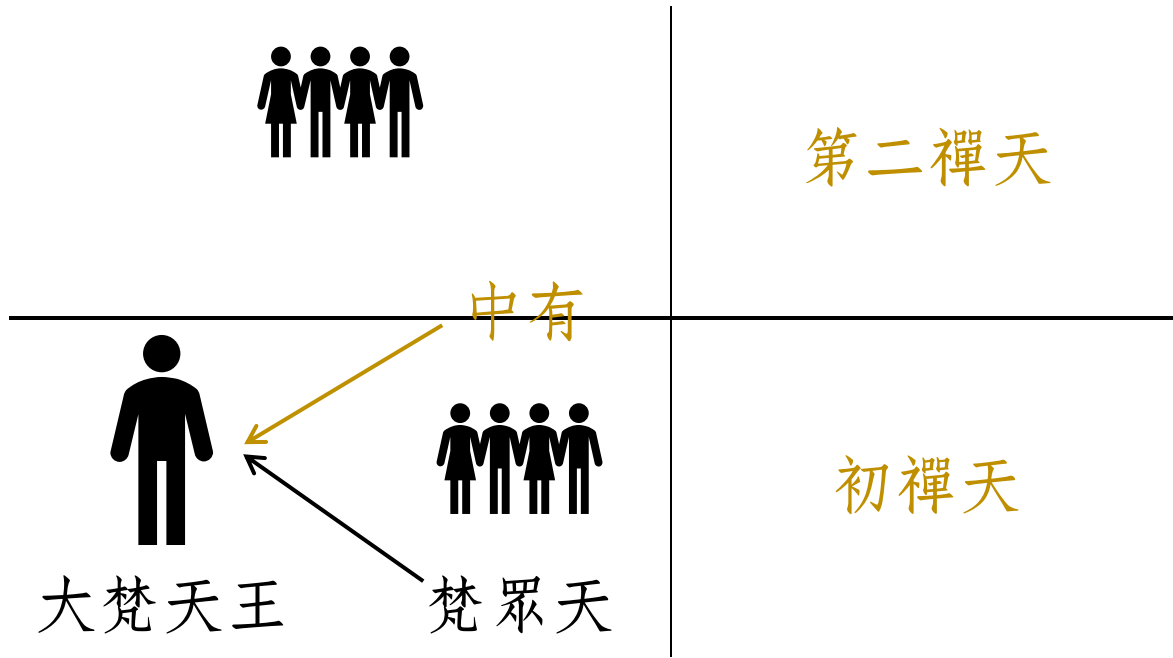 第二禪天
中有
初禪天
大梵天王
梵眾天